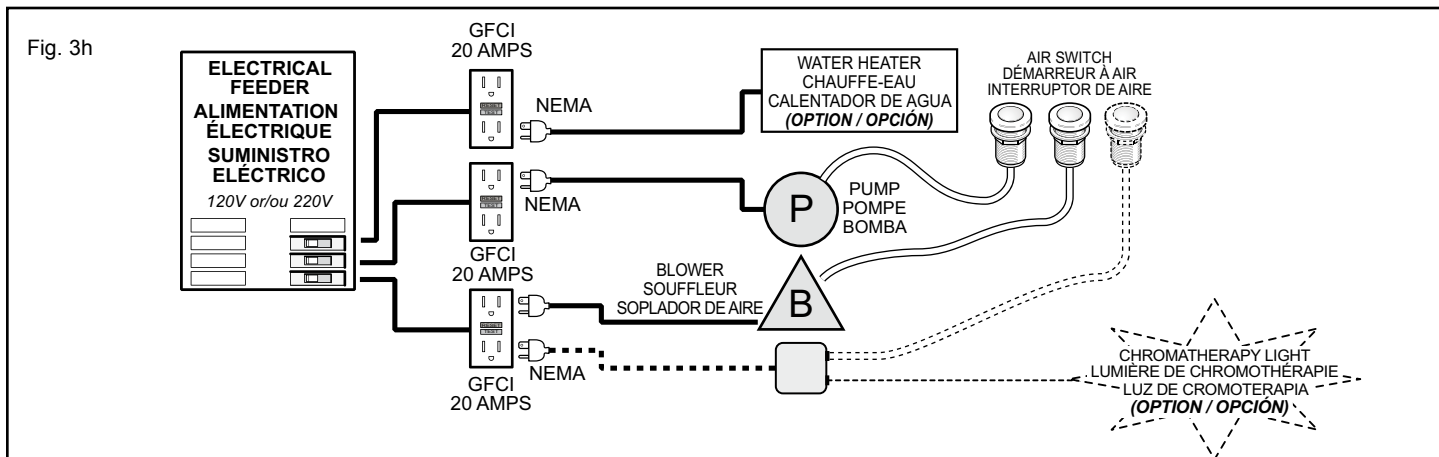 Fig. 3h
ELECTRICAL
FEEDER
ALIMENTATION
ÉLECTRIQUE
SUMINISTRO
ELÉCTRICO
120V or/ou 220V
GFCI
20 AMPS
NEMA
WATER HEATER
CHAUFFE-EAU
CALENTADOR DE AGUA
(OPTION / OPCIÓN)
AIR SWITCH
DÉMARREUR À AIR
INTERRUPTOR DE AIRE
NEMA
P
PUMP
POMPE
BOMBA
GFCI
20 AMPS
BLOWER
SOUFFLEUR
SOPLADOR DE AIRE
B
NEMA
GFCI
20 AMPS
CHROMATHERAPY LIGHT
LUMIÈRE DE CHROMOTHÉRAPIE
LUZ DE CROMOTERAPIA
(OPTION / OPCIÓN)